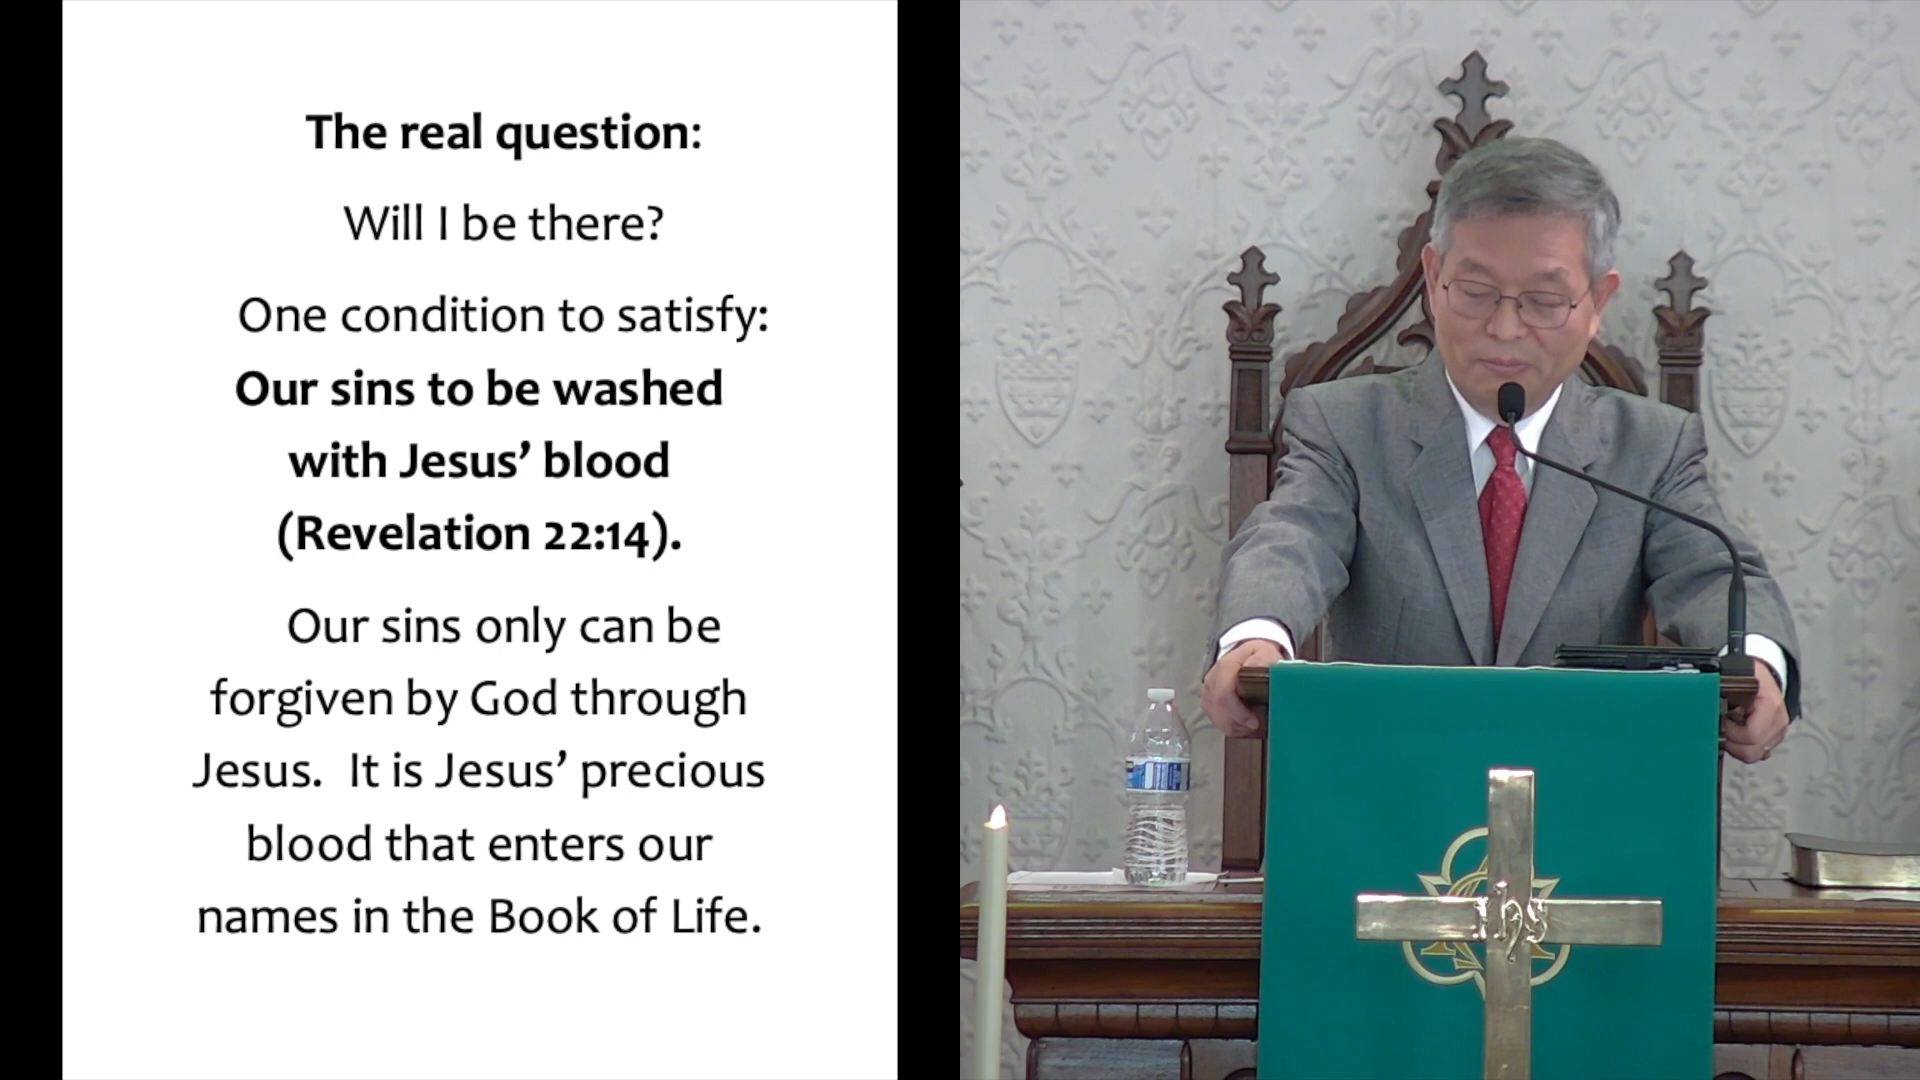 The real question:
Will I be there?
One condition to satisfy:
Our sins to be washed
with Jesus’ blood
(Revelation 22:14).
Our sins only can be
forgiven by God through
Jesus.  It is Jesus’ precious
blood that enters our
names in the Book of Life.
ihs